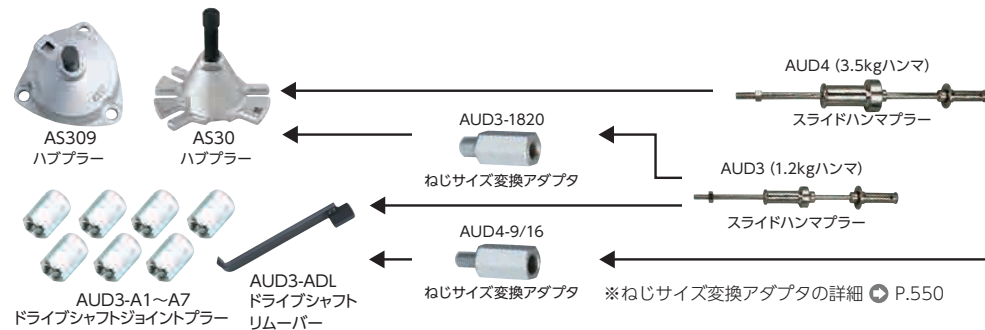 AS309
ハブプラー
AS30
ハブプラー
AUD3-1820
ねじサイズ変換アダプタ
AUD4 (3.5kgハンマ)
スライドハンマプラー
AUD3 (1.2kgハンマ)
スライドハンマプラー
AUD3-A1〜A7
ドライブシャフトジョイントプラー
AUD3-ADL
ドライブシャフト
リムーバー
AUD4-9/16
ねじサイズ変換アダプタ
※ねじサイズ変換アダプタの詳細 ➲ P.550